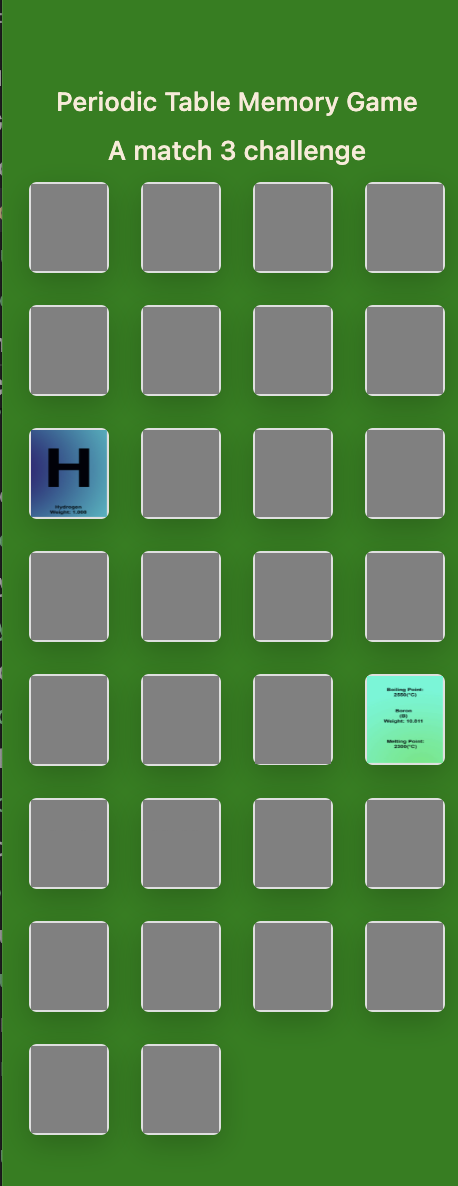 Periodic Table Memory Game
A match 3 challenge
H
Hydrogen
Weight: 1.008
Boiling Point:
2550(°C)
Boron
(B)
Weight: 10.811
Melting Point:
2300(°C)